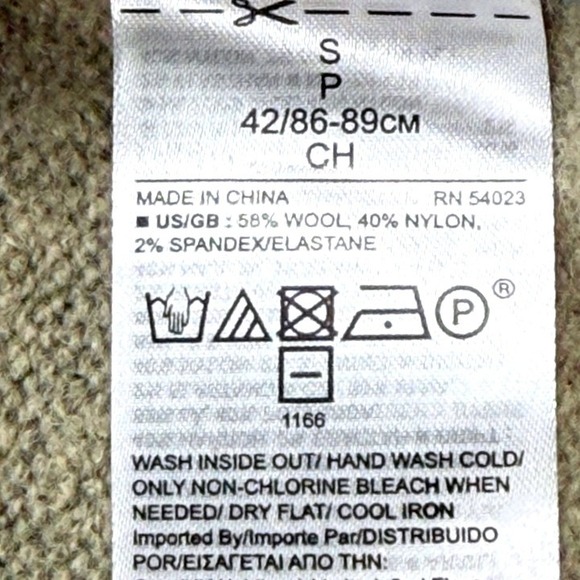 S
P
42/86-89CM
CH
MADE IN CHINA RN 54023
■ US/GB : 58% WOOL, 40% NYLON,
2% SPANDEX/ELASTANE
P ®
1166
WASH INSIDE OUT/ HAND WASH COLD/
ONLY NON-CHLORINE BLEACH WHEN
NEEDED/ DRY FLAT/ COOL IRON
Imported By/Importe Par/DISTRIBUIDO
POR/ΕΙΣΑΓΕΤΑΙ ΑΠΟ ΤΗΝ: